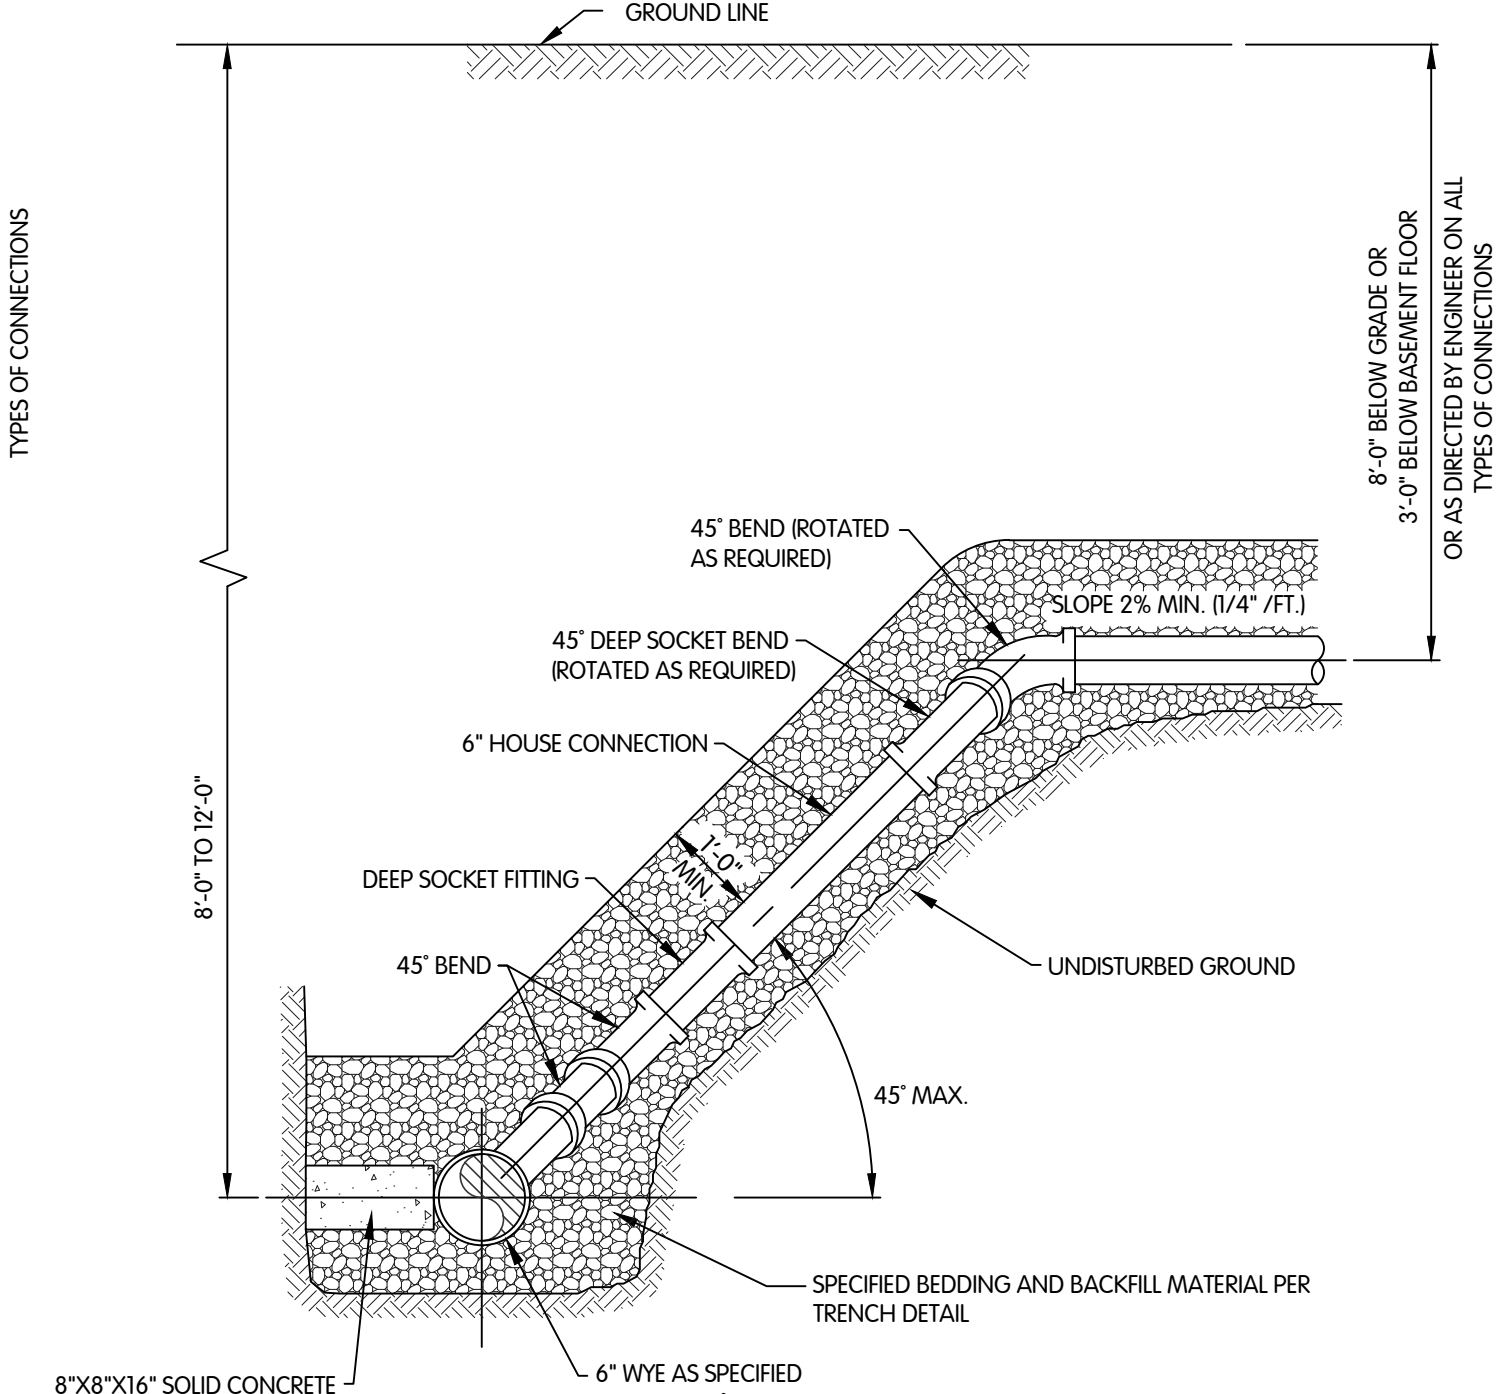 GROUND LINE
TYPES OF CONNECTIONS
8'-0" BELOW GRADE OR
3'-0" BELOW BASEMENT FLOOR
OR AS DIRECTED BY ENGINEER ON ALL
TYPES OF CONNECTIONS
45° BEND (ROTATED
AS REQUIRED)
SLOPE 2% MIN. (1/4" /FT.)
45° DEEP SOCKET BEND
(ROTATED AS REQUIRED)
6" HOUSE CONNECTION
8'-0" TO 12'-0"
1'-0"
MIN.
DEEP SOCKET FITTING
45° BEND
UNDISTURBED GROUND
45° MAX.
SPECIFIED BEDDING AND BACKFILL MATERIAL PER
TRENCH DETAIL
6" WYE AS SPECIFIED
8"X8"X16" SOLID CONCRETE